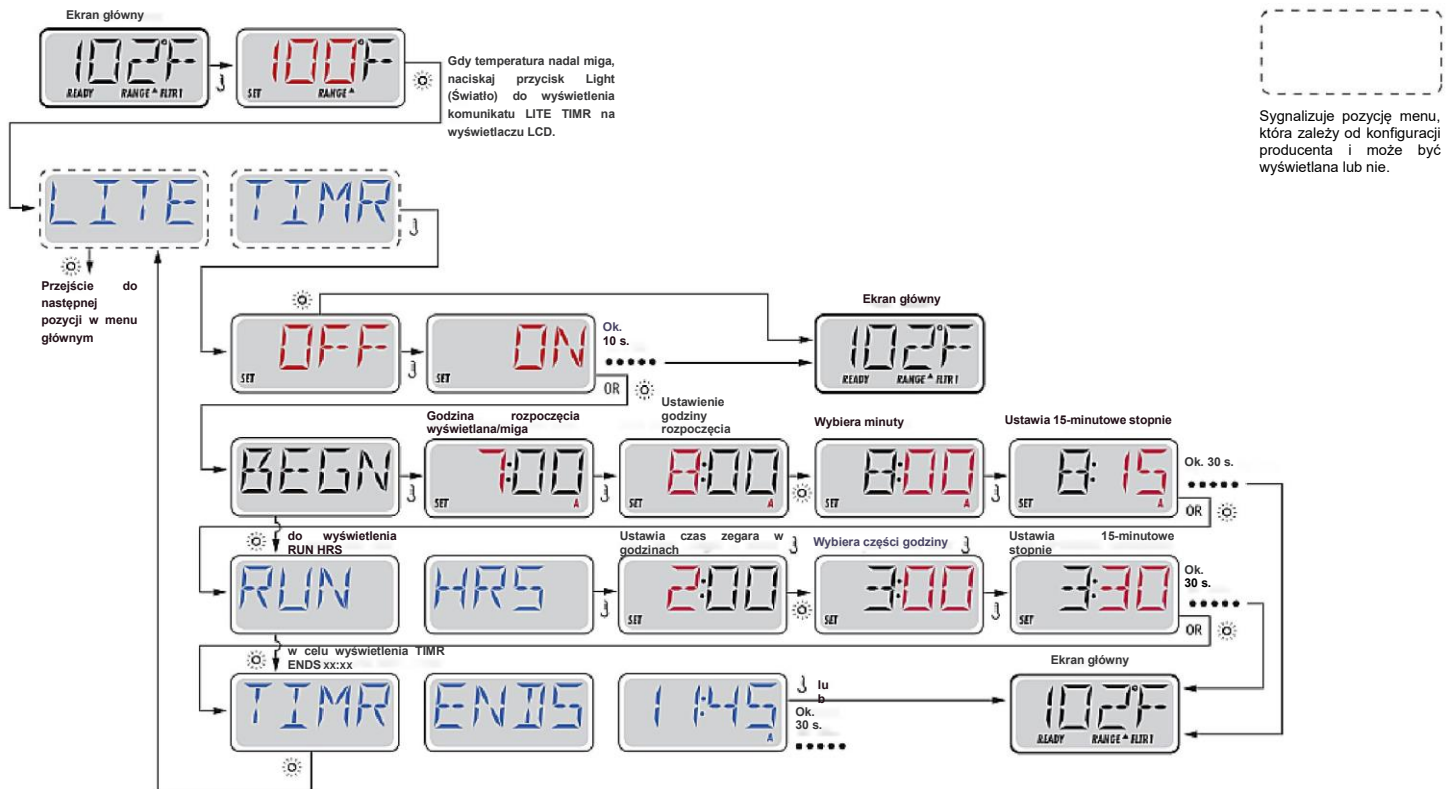 Ekran główny
102°F
READY RANGE FLTR1
100°F
SET RANGE
Gdy temperatura nadal miga,
naciskaj przycisk Light
(Światło) do wyświetlenia
komunikatu LITE TIMR na
wyświetlaczu LCD.
Sygnalizuje pozycję menu,
która zależy od konfiguracji
producenta i może być
wyświetlana lub nie.
LITE TIMR
Przejście do
następnej
pozycji w menu
głównym
OFF
SET
ON
SET
Ok.
10 s.
OR
Ekran główny
102°F
READY RANGE FLTR1
BEGN
Godzina rozpoczęcia
wyświetlana/miga
7:00
SET A
Ustawienie
godziny
rozpoczęcia
8:00
SET A
Wybiera minuty
8:00
SET A
Ustawia 15-minutowe stopnie
8:15
SET A
Ok. 30 s.
OR
do wyświetlenia
RUN HRS
RUN HRS
Ustawia czas zegara w
godzinach
2:00
SET
Wybiera części godziny
3:00
SET
Ustawia 15-minutowe
stopnie
3:30
SET
Ok.
30 s.
OR
w celu wyświetlenia TIMR
ENDS xx:xx
TIMR ENDS 11:45
A
lu
b
Ok.
30 s.
Ekran główny
102°F
READY RANGE FLTR1